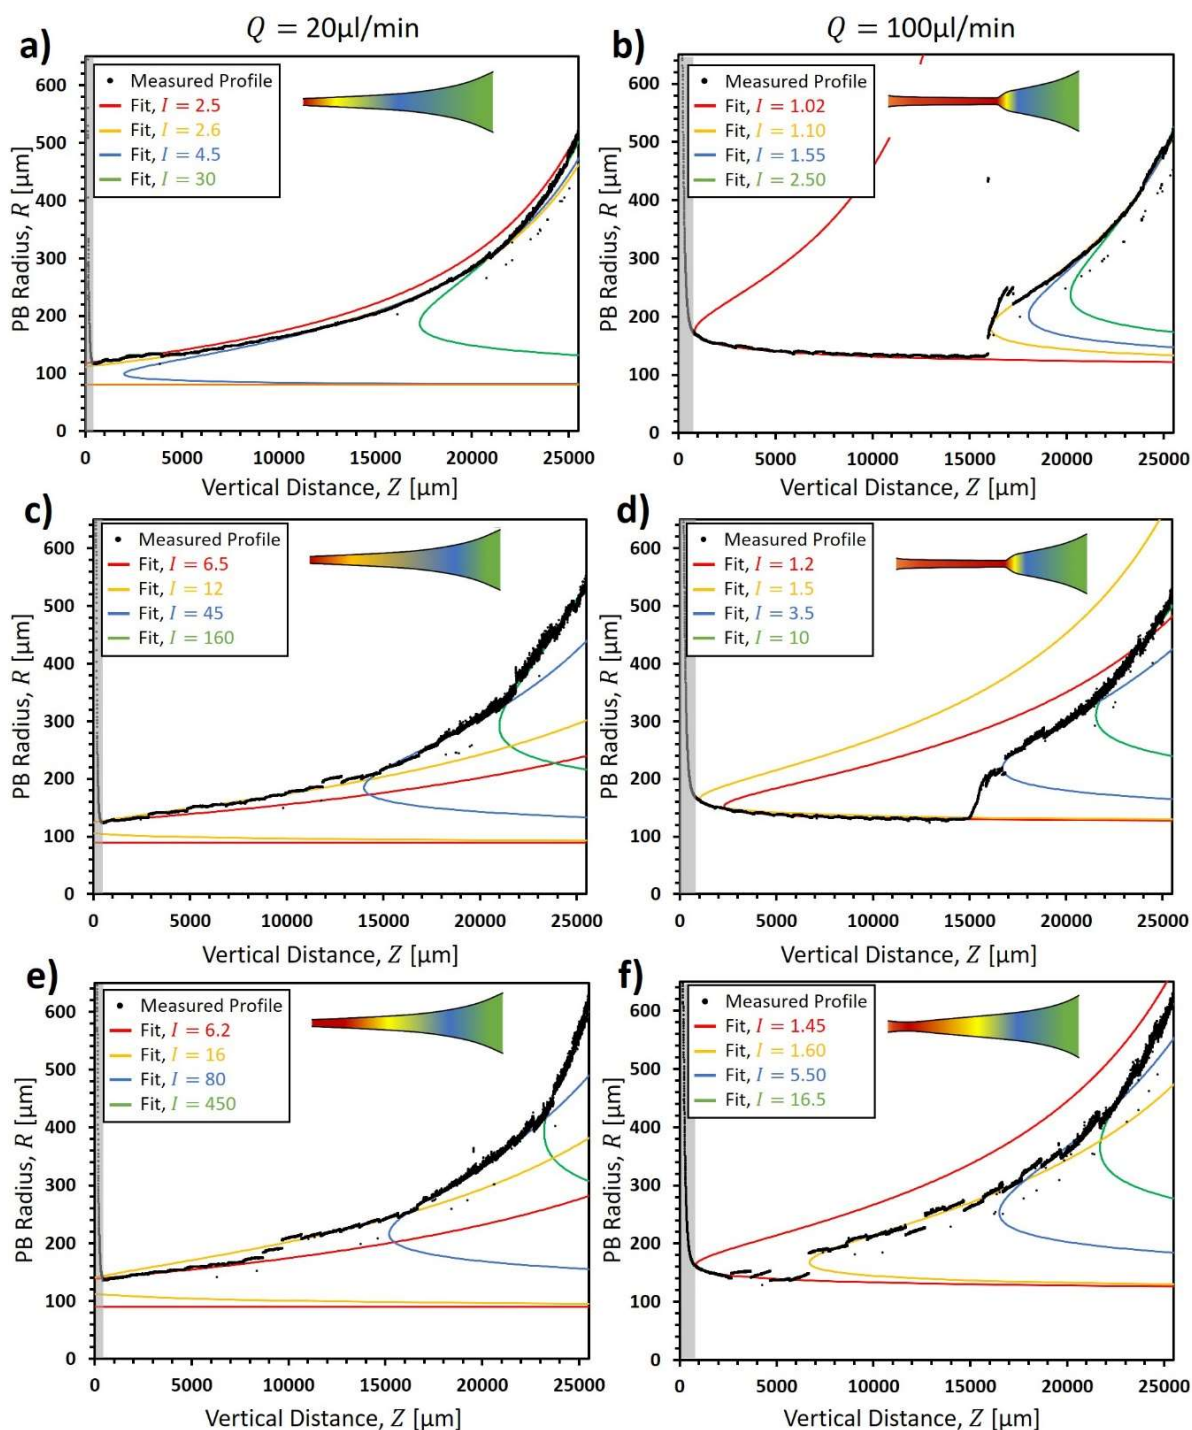 Q = 20μl/min
Q = 100μl/min
a)
PB Radius, R [μm]
600
500
400
300
200
100
0
Measured Profile
Fit, I = 2.5
Fit, I = 2.6
Fit, I = 4.5
Fit, I = 30
0 5000 10000 15000 20000 25000
Vertical Distance, Z [μm]
b)
PB Radius, R [μm]
600
500
400
300
200
100
0
Measured Profile
Fit, I = 1.02
Fit, I = 1.10
Fit, I = 1.55
Fit, I = 2.50
0 5000 10000 15000 20000 25000
Vertical Distance, Z [μm]
c)
PB Radius, R [μm]
600
500
400
300
200
100
0
Measured Profile
Fit, I = 6.5
Fit, I = 12
Fit, I = 45
Fit, I = 160
0 5000 10000 15000 20000 25000
Vertical Distance, Z [μm]
d)
PB Radius, R [μm]
600
500
400
300
200
100
0
Measured Profile
Fit, I = 1.2
Fit, I = 1.5
Fit, I = 3.5
Fit, I = 10
0 5000 10000 15000 20000 25000
Vertical Distance, Z [μm]
e)
PB Radius, R [μm]
600
500
400
300
200
100
0
Measured Profile
Fit, I = 6.2
Fit, I = 16
Fit, I = 80
Fit, I = 450
0 5000 10000 15000 20000 25000
Vertical Distance, Z [μm]
f)
PB Radius, R [μm]
600
500
400
300
200
100
0
Measured Profile
Fit, I = 1.45
Fit, I = 1.60
Fit, I = 5.50
Fit, I = 16.5
0 5000 10000 15000 20000 25000
Vertical Distance, Z [μm]